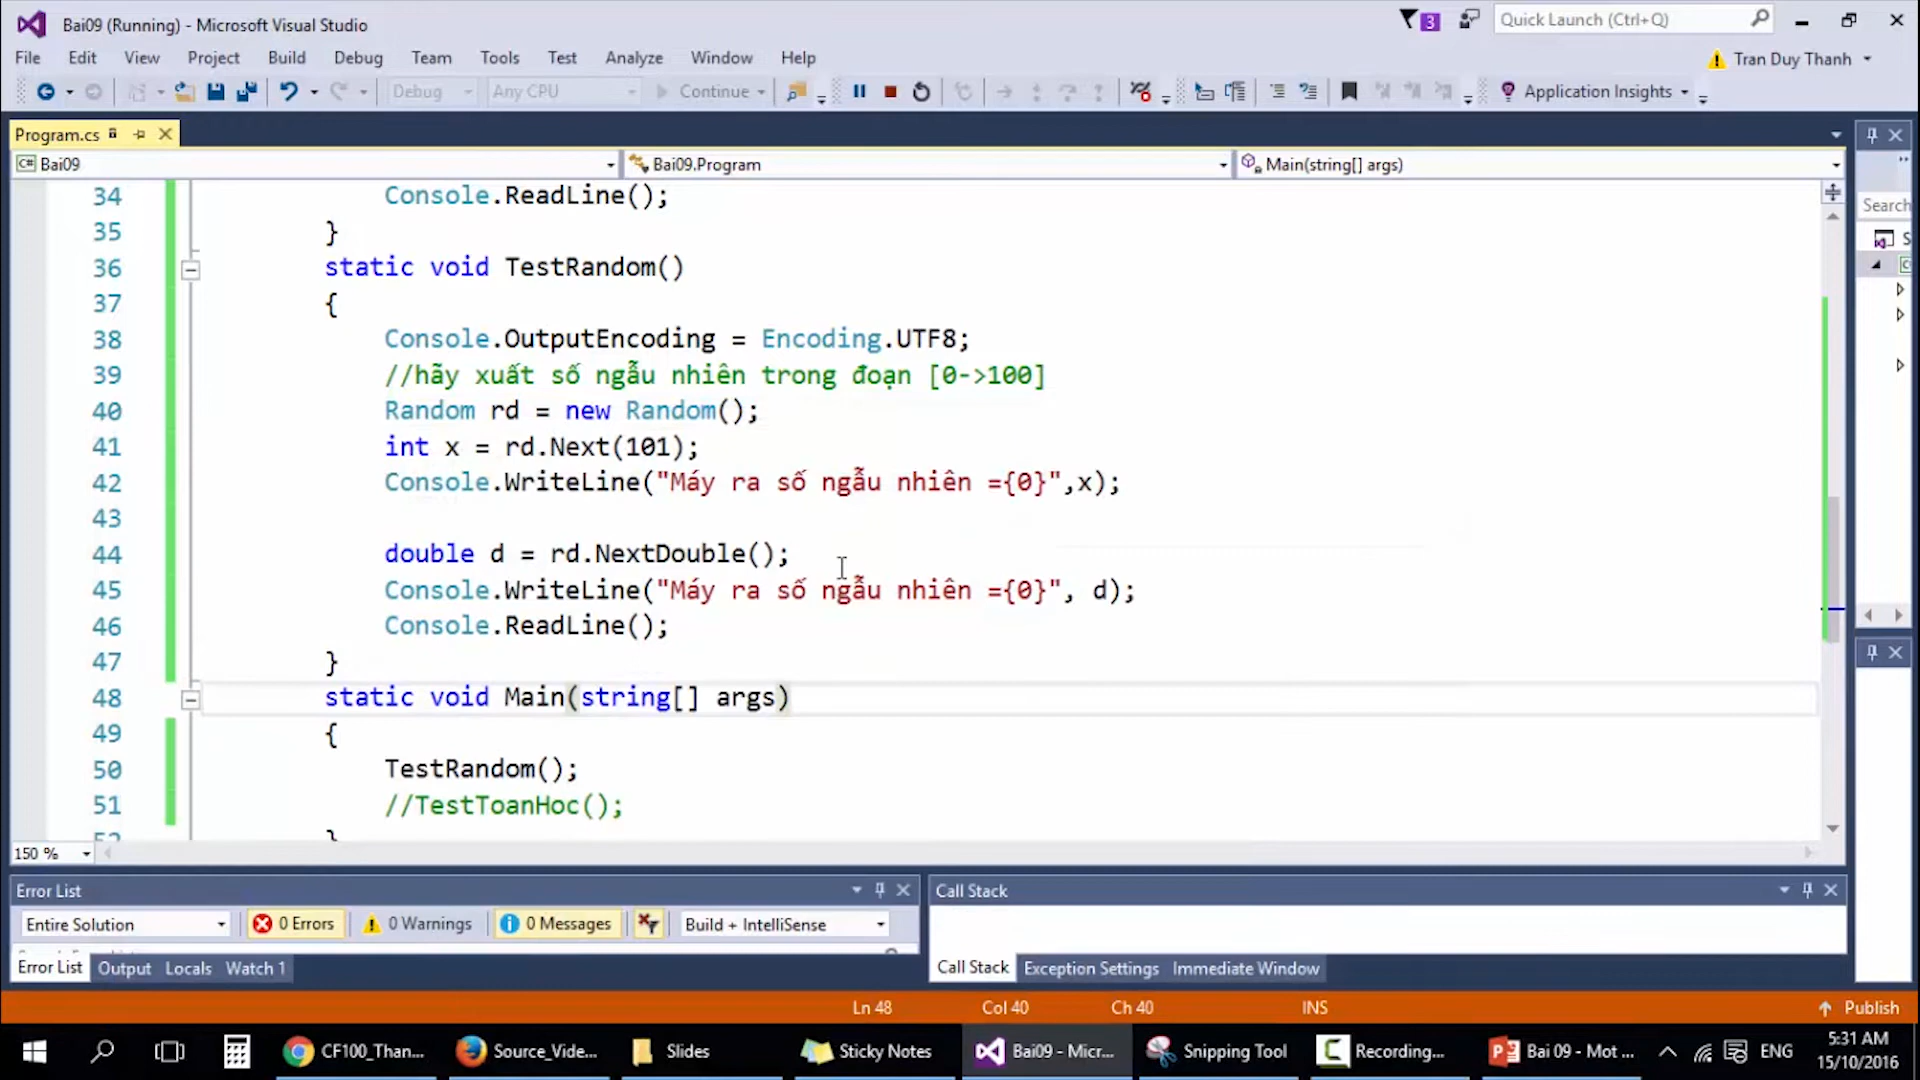 Bai09 (Running) - Microsoft Visual Studio
3
Quick Launch (Ctrl+Q)
File Edit View Project Build Debug Team Tools Test Analyze Window Help
Tran Duy Thanh
Debug Any CPU Continue Application Insights
Program.cs
C# Bai09 Bai09.Program Main(string[] args)
Search
34 Console.ReadLine();
35 }
36 static void TestRandom()
37 {
38 Console.OutputEncoding = Encoding.UTF8;
39 //hãy xuất số ngẫu nhiên trong đoạn [0->100]
40 Random rd = new Random();
41 int x = rd.Next(101);
42 Console.WriteLine("Máy ra số ngẫu nhiên ={0}",x);
43
44 double d = rd.NextDouble();
45 Console.WriteLine("Máy ra số ngẫu nhiên ={0}", d);
46 Console.ReadLine();
47 }
48 static void Main(string[] args)
49 {
50 TestRandom();
51 //TestToanHoc();
52 }
150 %
Error List
Entire Solution 0 Errors 0 Warnings 0 Messages Build + IntelliSense
Error List Output Locals Watch 1
Call Stack
Call Stack Exception Settings Immediate Window
Ln 48 Col 40 Ch 40 INS Publish
CF100_Than... Source_Vide... Slides Sticky Notes Bai09 - Micr... Snipping Tool Recording... Bai 09 - Mot ... ENG
5:31 AM
15/10/2016